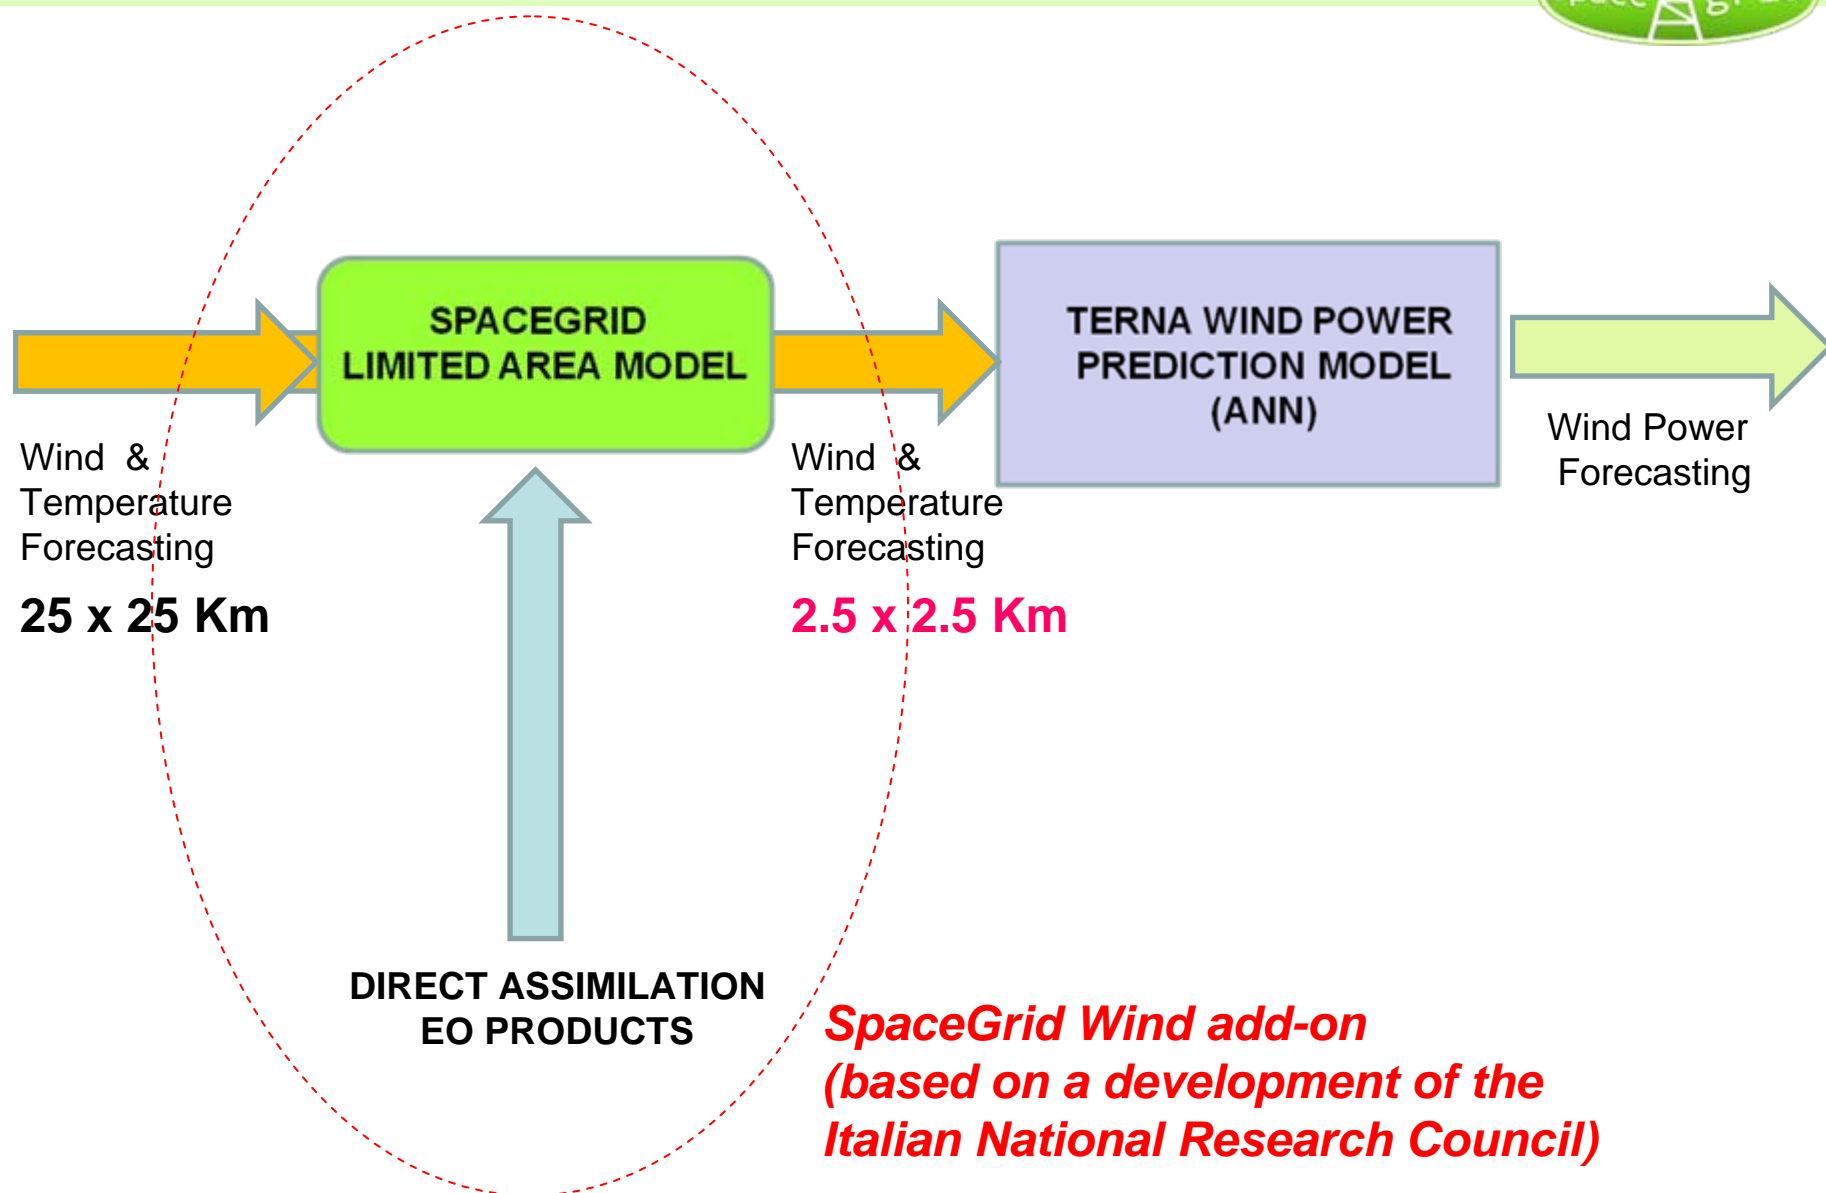 SPACEGRID
LIMITED AREA MODEL
TERNA WIND POWER
PREDICTION MODEL
(ANN)
Wind &
Temperature
Forecasting
25 x 25 Km
Wind &
Temperature
Forecasting
2.5 x 2.5 Km
Wind Power
Forecasting
DIRECT ASSIMILATION
EO PRODUCTS
SpaceGrid Wind add-on
(based on a development of the
Italian National Research Council)